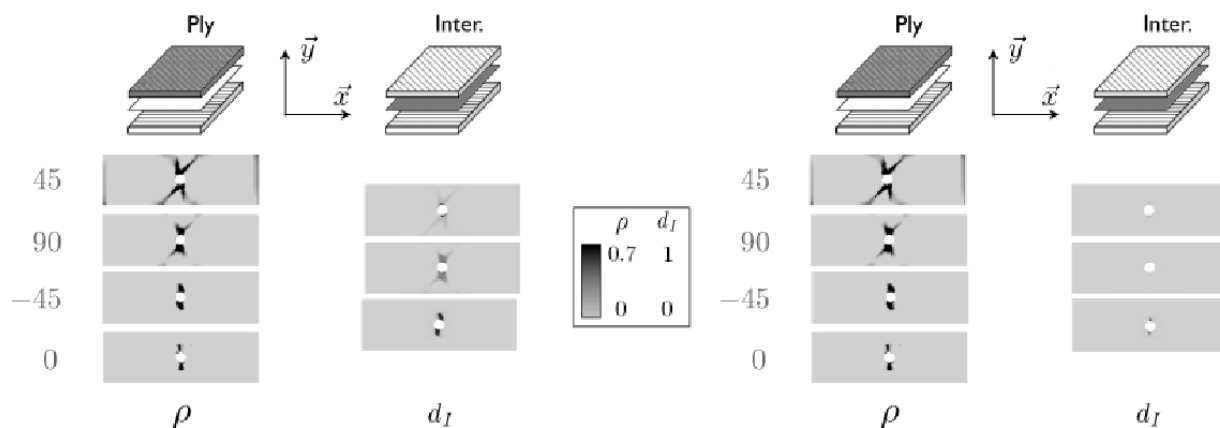 Ply Inter. Ply Inter.
y⃗ y⃗
x⃗ x⃗
45 45
ρ d_I
90 0.7 1 90
−45 0 0 −45
0 0
ρ d_I ρ d_I